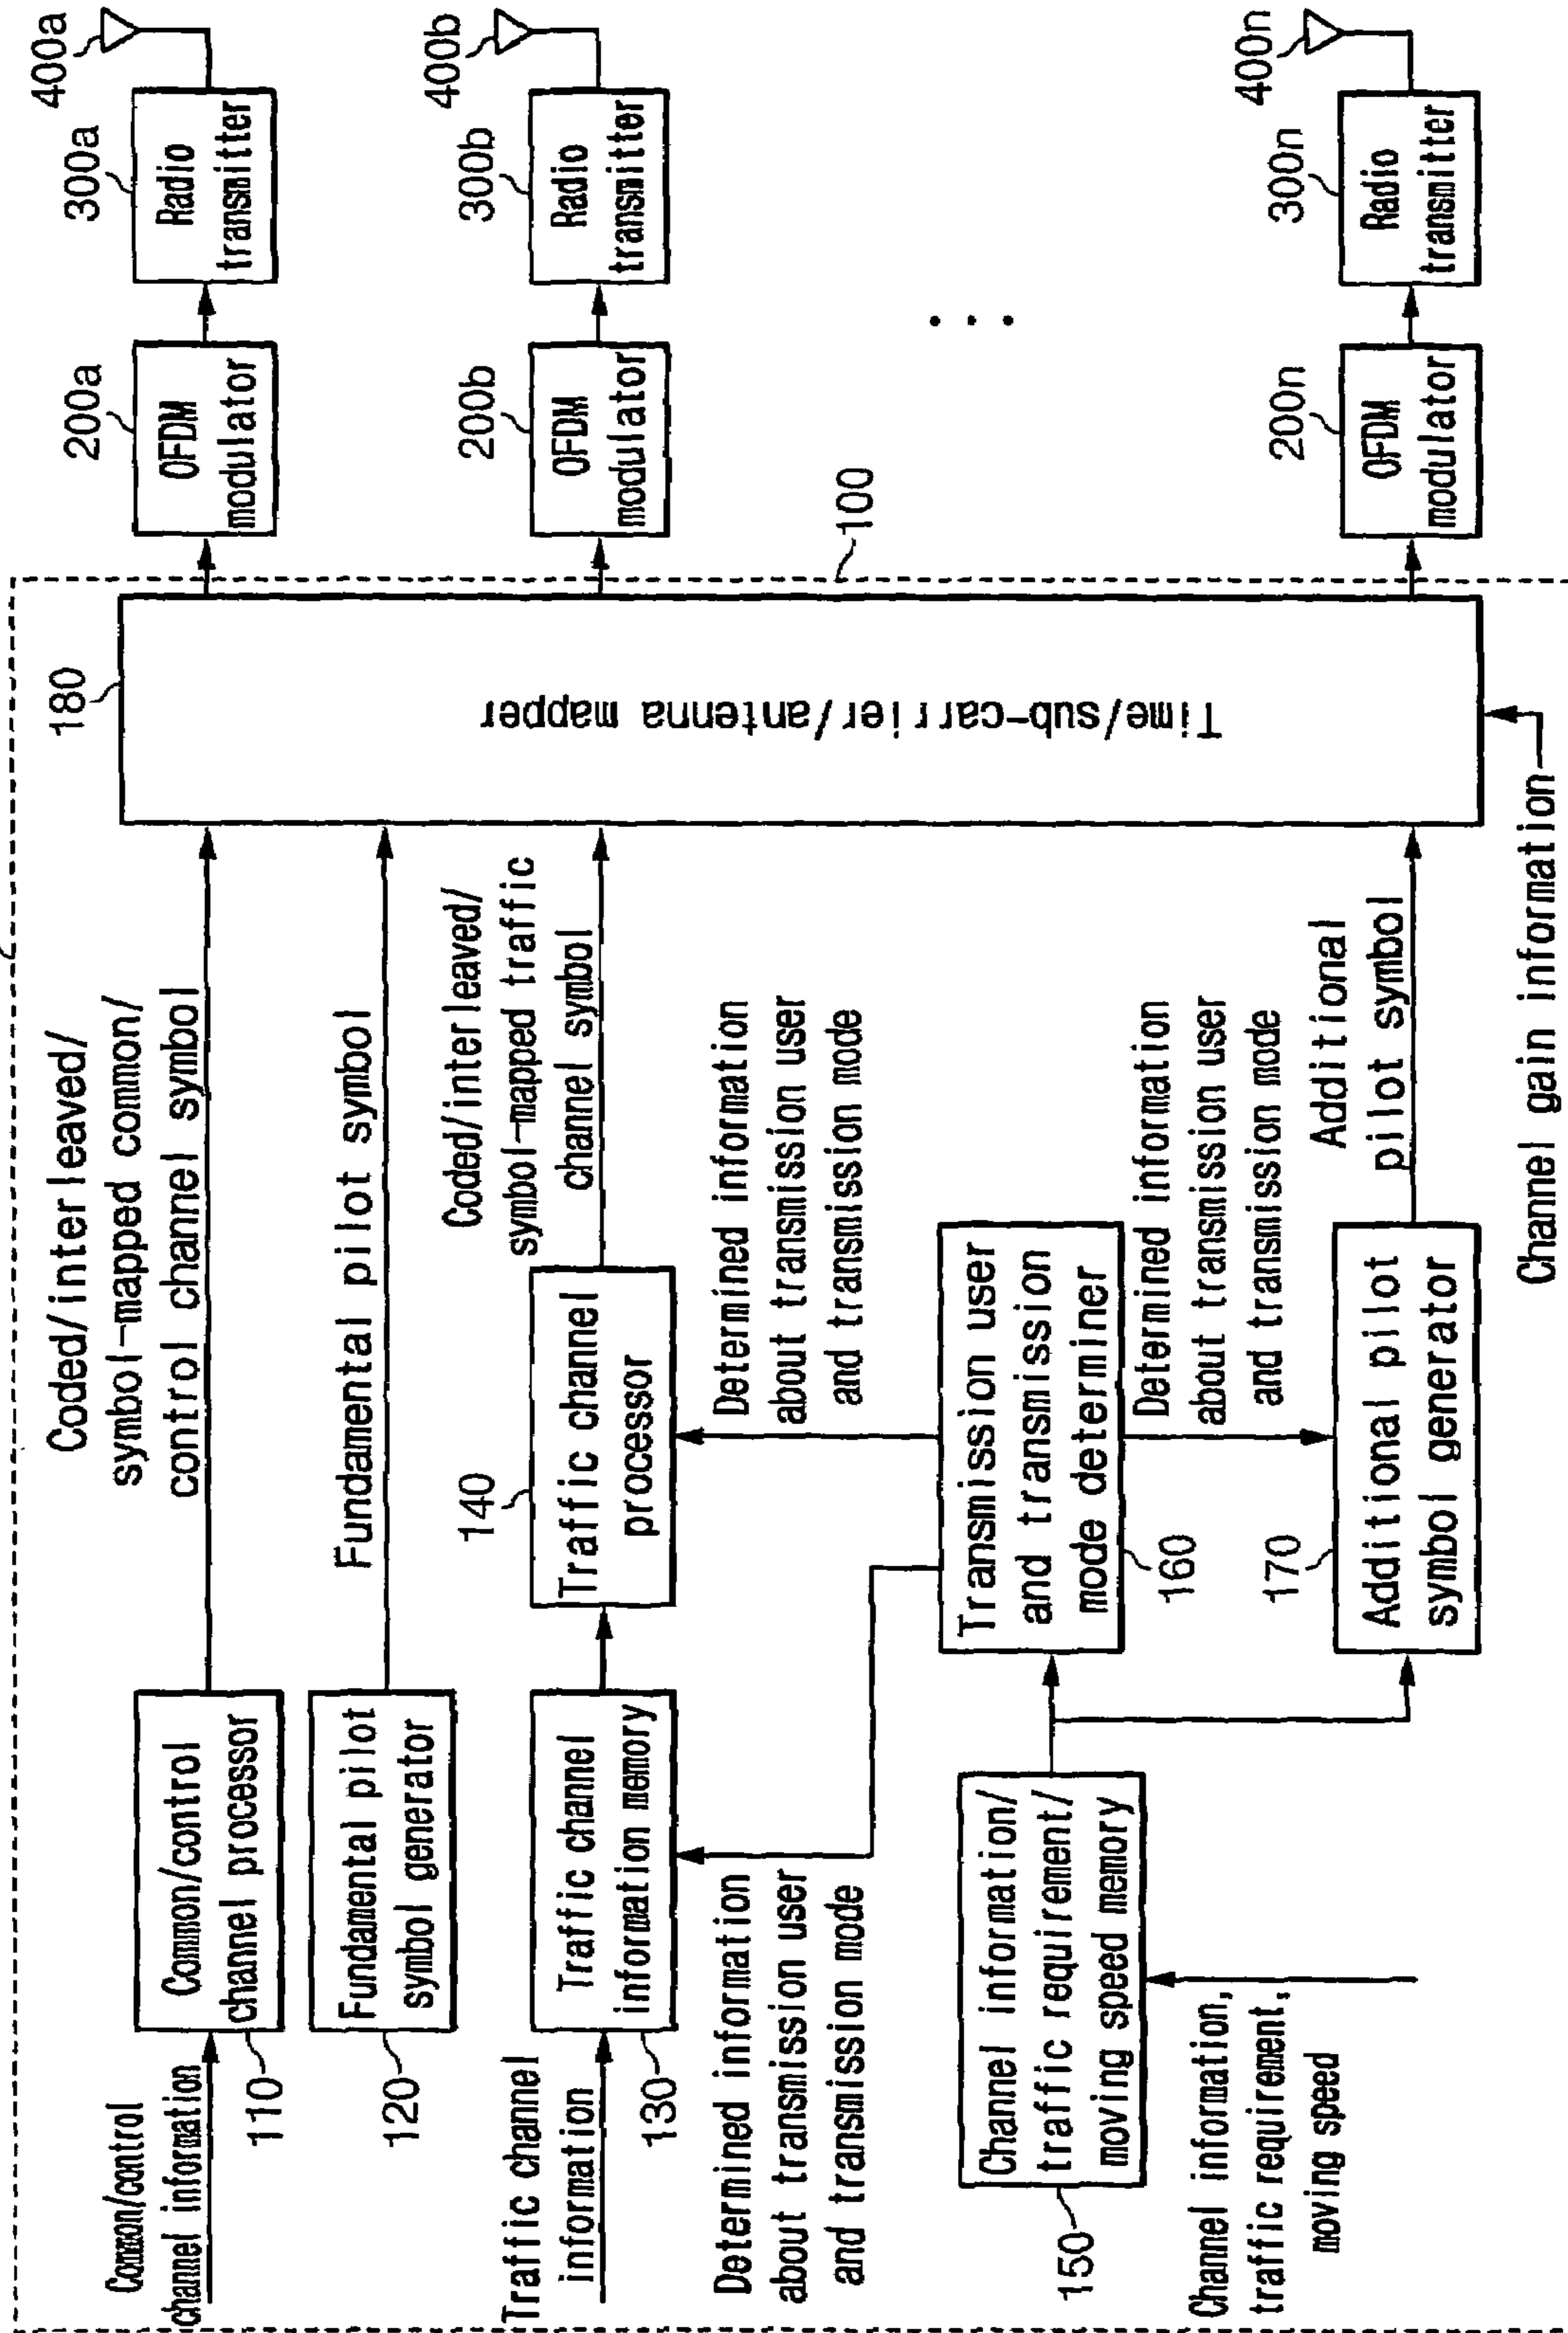 Common/control
channel information
110
Common/control
channel processor
Coded/interleaved/
symbol-mapped common/
control channel symbol
120
Fundamental pilot
symbol generator
Fundamental pilot symbol
Traffic channel
information
130
Traffic channel
information memory
140
Traffic channel
processor
Coded/interleaved/
symbol-mapped traffic
channel symbol
Determined information
about transmission user
and transmission mode
Determined information
about transmission user
and transmission mode
150
Channel information/
traffic requirement/
moving speed memory
Channel information,
traffic requirement,
moving speed
Transmission user
and transmission
mode determiner
160
Determined information
about transmission user
and transmission mode
170
Additional pilot
symbol generator
Additional
pilot symbol
Channel gain information
180
Time/sub-carrier/antenna mapper
100
200a
OFDM
modulator
300a
Radio
transmitter
400a
200b
OFDM
modulator
300b
Radio
transmitter
400b
...
200n
OFDM
modulator
300n
Radio
transmitter
400n